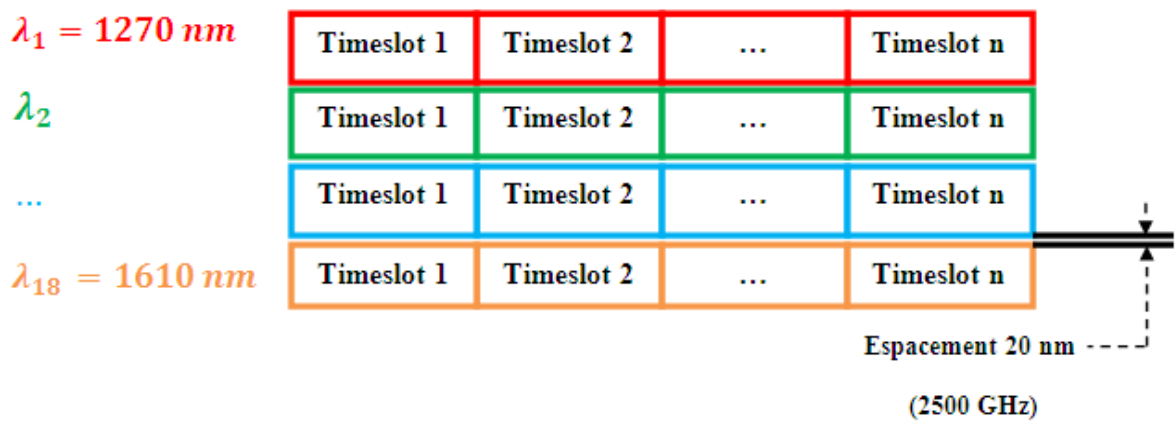 λ₁ = 1270 nm Timeslot 1 Timeslot 2 ... Timeslot n
λ₂ Timeslot 1 Timeslot 2 ... Timeslot n
... Timeslot 1 Timeslot 2 ... Timeslot n
λ₁₈ = 1610 nm Timeslot 1 Timeslot 2 ... Timeslot n
Espacement 20 nm
(2500 GHz)